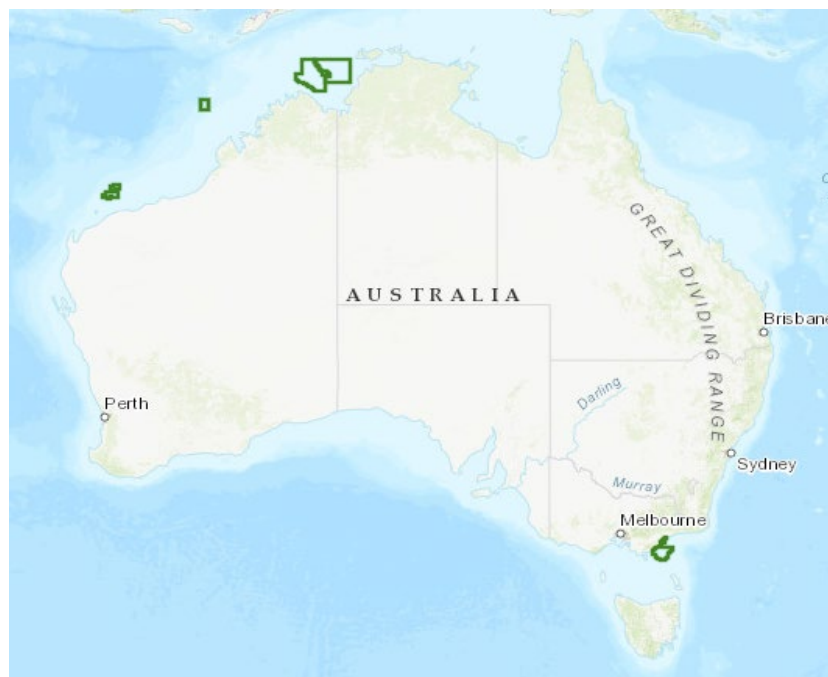 GREAT DIVIDING RANGE
AUSTRALIA
Brisbane
Darling
Perth
Sydney
Murray
Melbourne